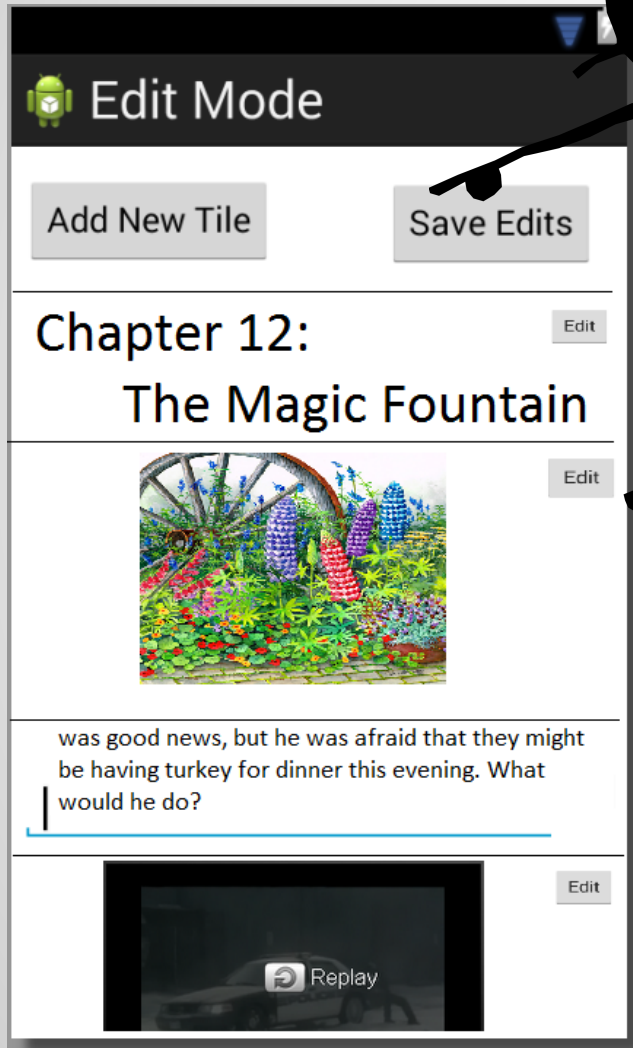 Edit Mode
Add New Tile
Save Edits
Chapter 12:
Edit
The Magic Fountain
Edit
was good news, but he was afraid that they might
be having turkey for dinner this evening. What
would he do?
Edit
Replay